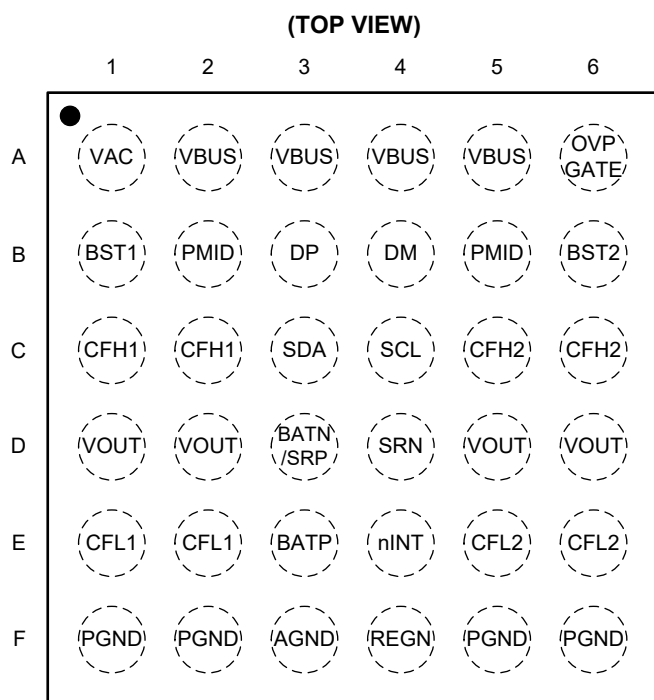 (TOP VIEW)
1 2 3 4 5 6
A VAC VBUS VBUS VBUS VBUS OVP GATE
B BST1 PMID DP DM PMID BST2
C CFH1 CFH1 SDA SCL CFH2 CFH2
D VOUT VOUT BATN /SRP SRN VOUT VOUT
E CFL1 CFL1 BATP nINT CFL2 CFL2
F PGND PGND AGND REGN PGND PGND